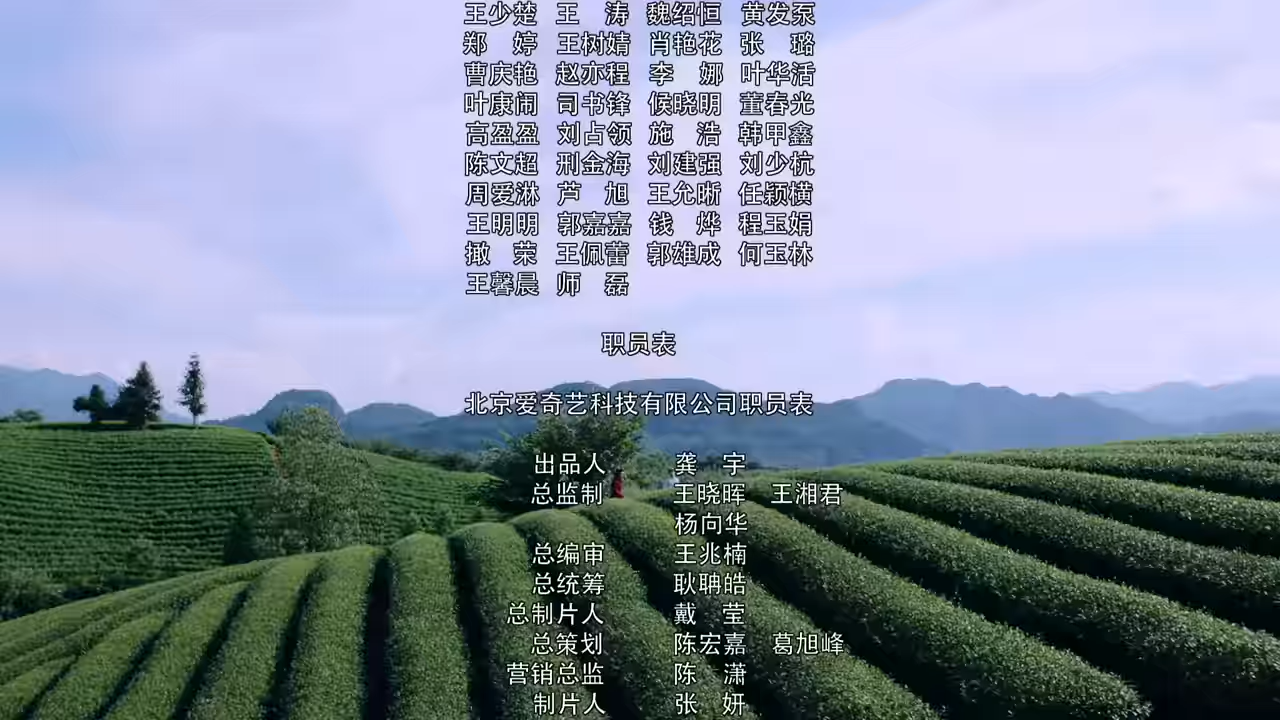 王少楚 王 涛 魏绍恒 黄发泵
郑 婷 王树婧 肖艳花 张 璐
曹庆艳 赵亦程 李 娜 叶华活
叶康闹 司书锋 候晓明 董春光
高盈盈 刘占领 施 浩 韩甲鑫
陈文超 刑金海 刘建强 刘少杭
周爱淋 芦 旭 王允晰 任颖横
王明明 郭嘉嘉 钱 烨 程玉娟
撖 荣 王佩蕾 郭雄成 何玉林
王馨晨 师 磊
职员表
北京爱奇艺科技有限公司职员表
出品人 龚 宇
总监制 王晓晖 王湘君
杨向华
总编审 王兆楠
总统筹 耿聃皓
总制片人 戴 莹
总策划 陈宏嘉 葛旭峰
营销总监 陈 潇
制片人 张 妍